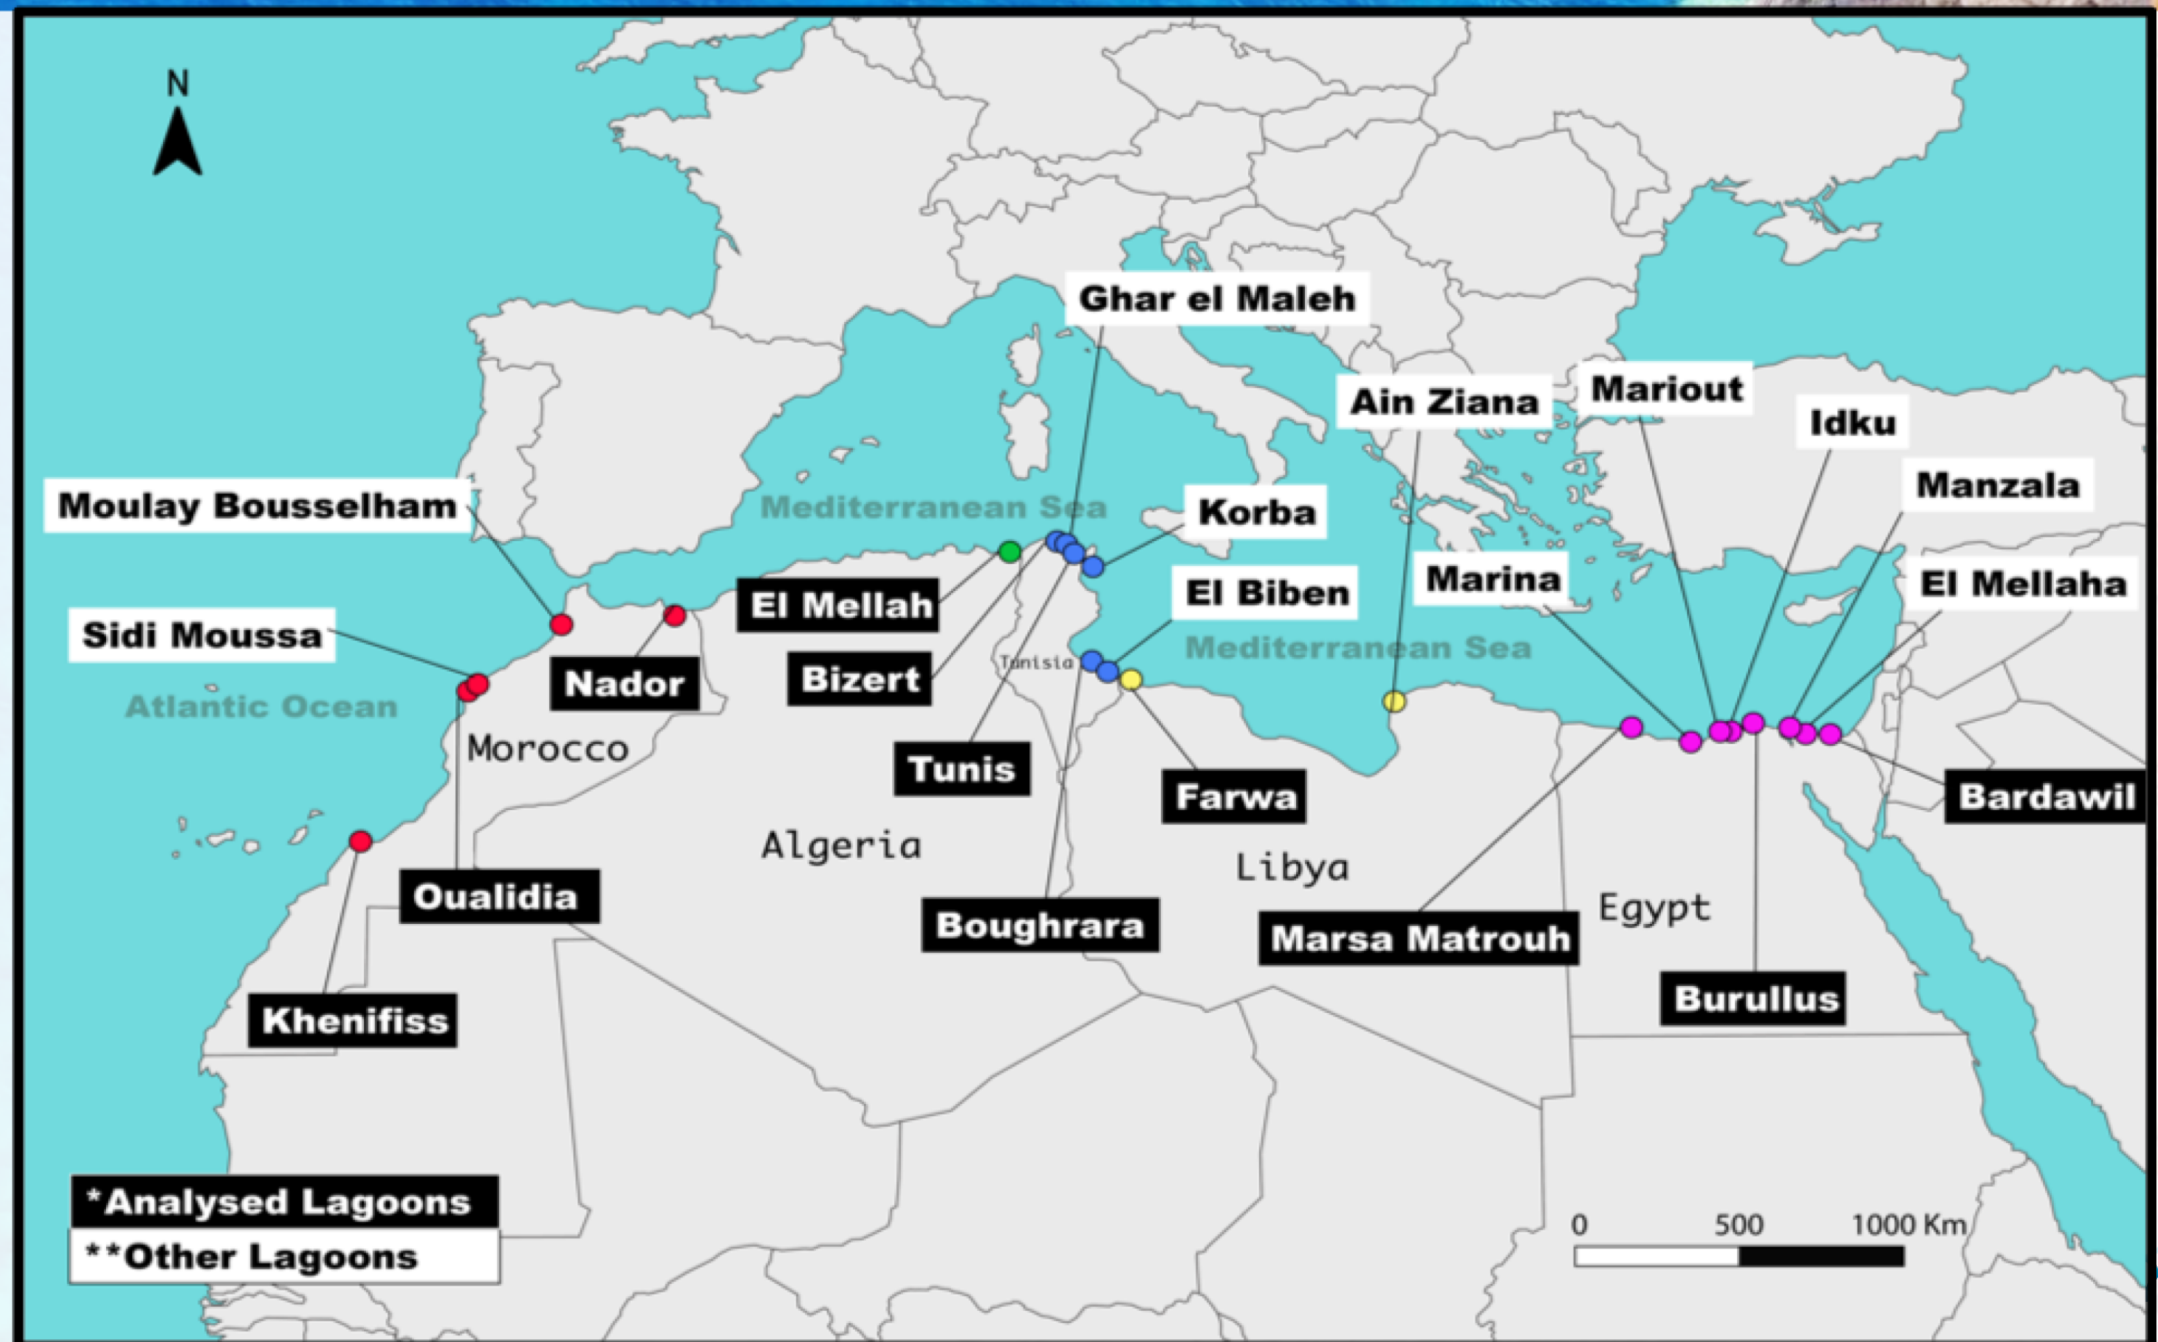 N
Ghar el Maleh
Ain Ziana
Mariout
Idku
Manzala
Moulay Bousselham
Mediterranean Sea
Korba
Marina
El Mellaha
El Biben
El Mellah
Sidi Moussa
Mediterranean Sea
Tunisia
Nador
Bizert
Atlantic Ocean
Morocco
Tunis
Farwa
Bardawil
Algeria
Libya
Oualidia
Egypt
Boughrara
Marsa Matrouh
Burullus
Khenifiss
*Analysed Lagoons
**Other Lagoons
0 500 1000 Km